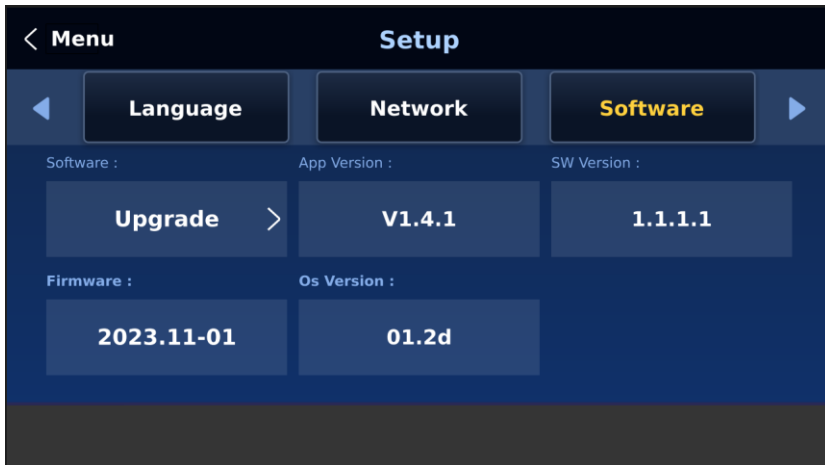 Menu
Setup
Language
Network
Software
Software :
App Version :
SW Version :
Upgrade
V1.4.1
1.1.1.1
Firmware :
Os Version :
2023.11-01
01.2d